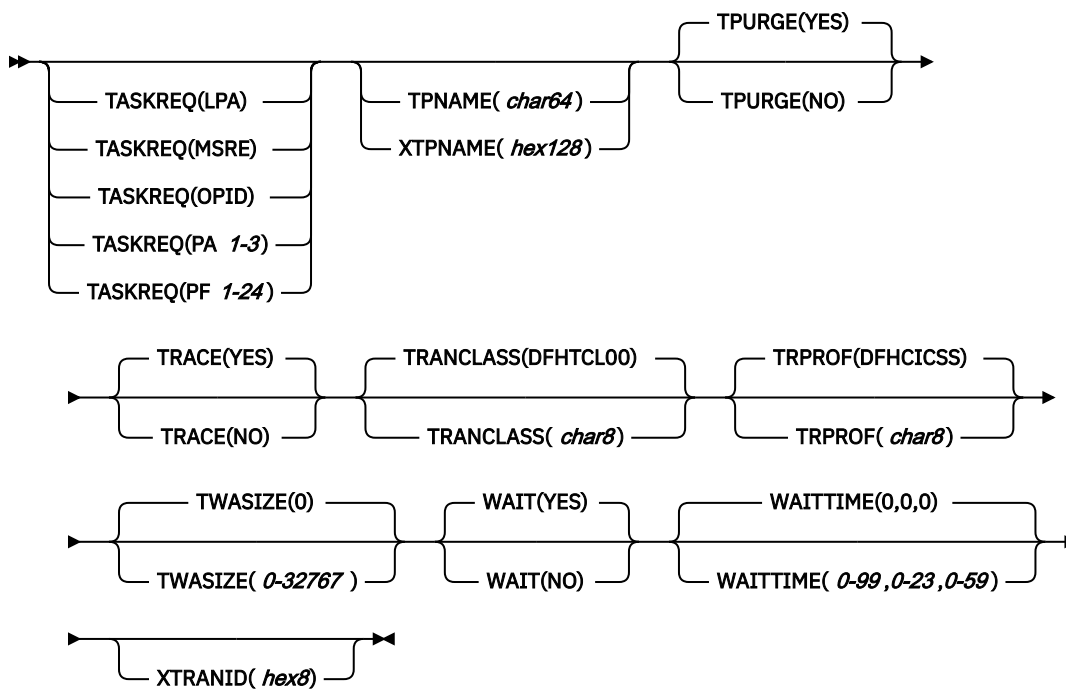 TPURGE(YES)
TASKREQ(LPA) TPNAME( char64 ) TPURGE(NO)
TASKREQ(MSRE) XTPNAME( hex128 )
TASKREQ(OPID)
TASKREQ(PA 1-3 )
TASKREQ(PF 1-24 )
TRACE(YES) TRANCLASS(DFHTCL00) TRPROF(DFHCICSS)
TRACE(NO) TRANCLASS( char8 ) TRPROF( char8 )
TWASIZE(0) WAIT(YES) WAITTIME(0,0,0)
TWASIZE( 0-32767 ) WAIT(NO) WAITTIME( 0-99 ,0-23 ,0-59 )
XTRANID( hex8 )